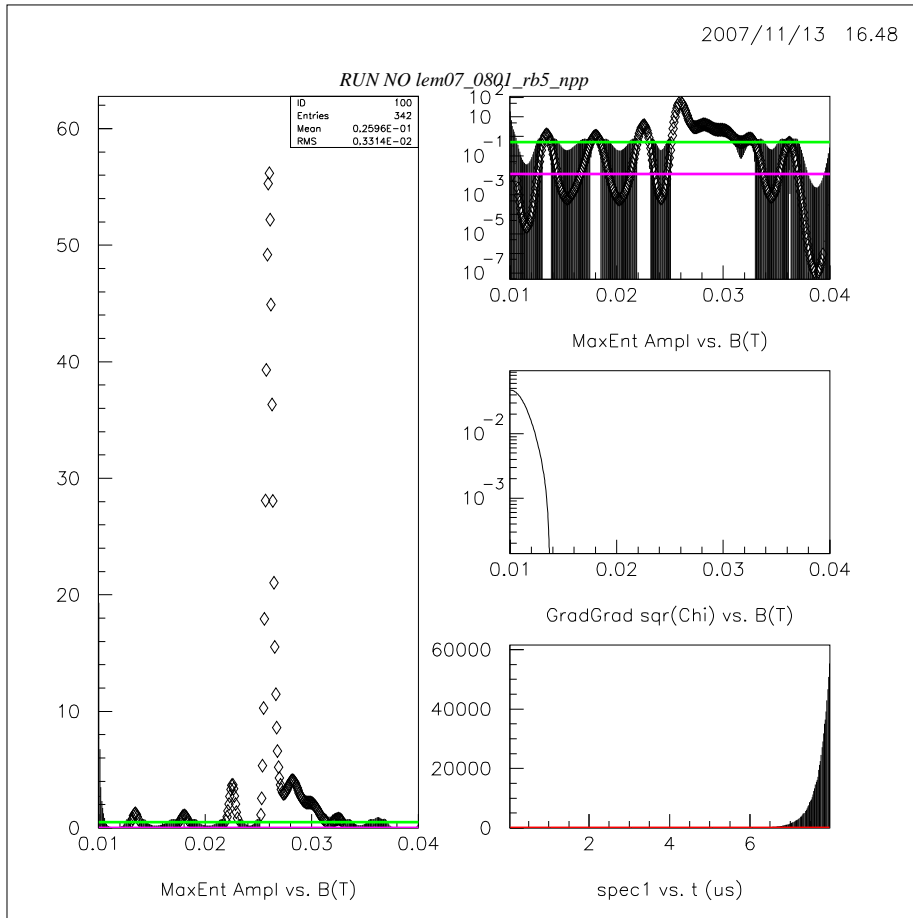 2007/11/13 16.48
RUN NO lem07_0801_rb5_npp
ID 100
Entries 342
Mean 0.2596E-01
RMS 0.3314E-02
60
50
40
30
20
10
0
0.01 0.02 0.03 0.04
MaxEnt Ampl vs. B(T)
10^2
10
10^-1
10^-3
10^-5
10^-7
0.01 0.02 0.03 0.04
MaxEnt Ampl vs. B(T)
10^-2
10^-3
0.01 0.02 0.03 0.04
GradGrad sqr(Chi) vs. B(T)
60000
40000
20000
0
2 4 6
spec1 vs. t (us)